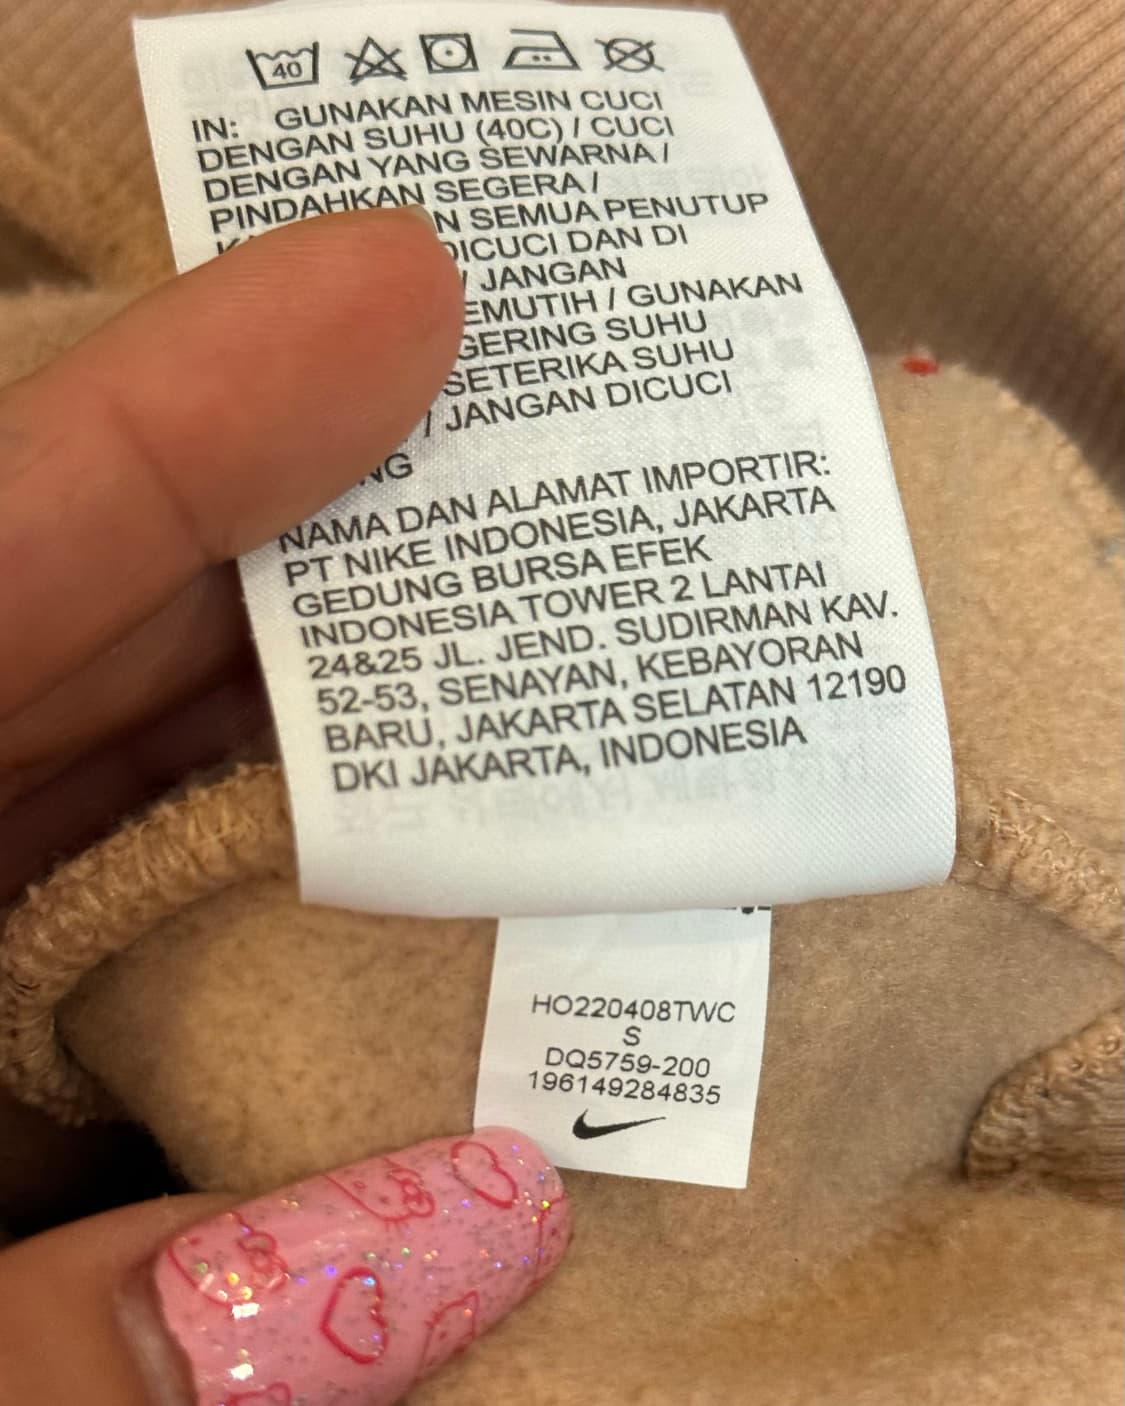 40
IN: GUNAKAN MESIN CUCI
DENGAN SUHU (40C) / CUCI
DENGAN YANG SEWARNA /
PINDAHKAN SEGERA /
SEMUA PENUTUP
DICUCI DAN DI
/ JANGAN
EMUTIH / GUNAKAN
GERING SUHU
SETERIKA SUHU
/ JANGAN DICUCI
NG
NAMA DAN ALAMAT IMPORTIR:
PT NIKE INDONESIA, JAKARTA
GEDUNG BURSA EFEK
INDONESIA TOWER 2 LANTAI
24&25 JL. JEND. SUDIRMAN KAV.
52-53, SENAYAN, KEBAYORAN
BARU, JAKARTA SELATAN 12190
DKI JAKARTA, INDONESIA
HO220408TWC
S
DQ5759-200
196149284835